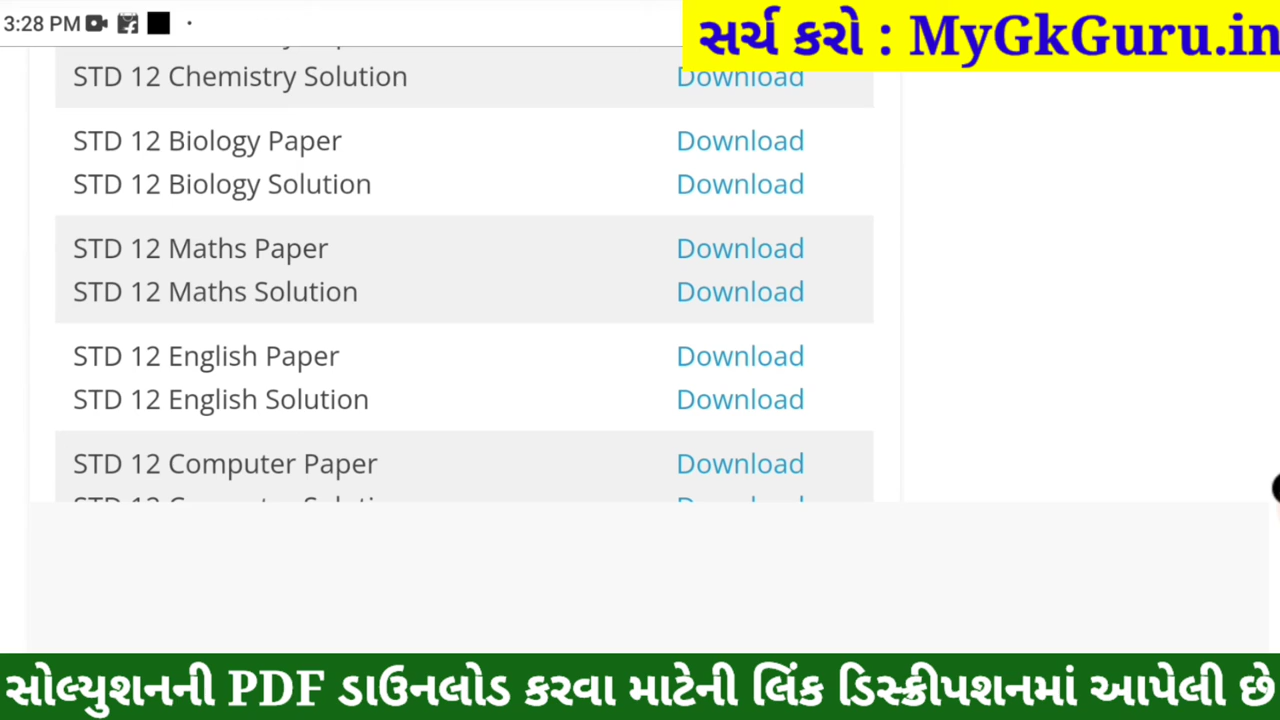 3:28 PM
સર્ચ કરો : MyGkGuru.in
STD 12 Chemistry Solution Download
STD 12 Biology Paper Download
STD 12 Biology Solution Download
STD 12 Maths Paper Download
STD 12 Maths Solution Download
STD 12 English Paper Download
STD 12 English Solution Download
STD 12 Computer Paper Download
સોલ્યુશનની PDF ડાઉનલોડ કરવા માટેની લિંક ડિસ્ક્રીપશનમાં આપેલી છે